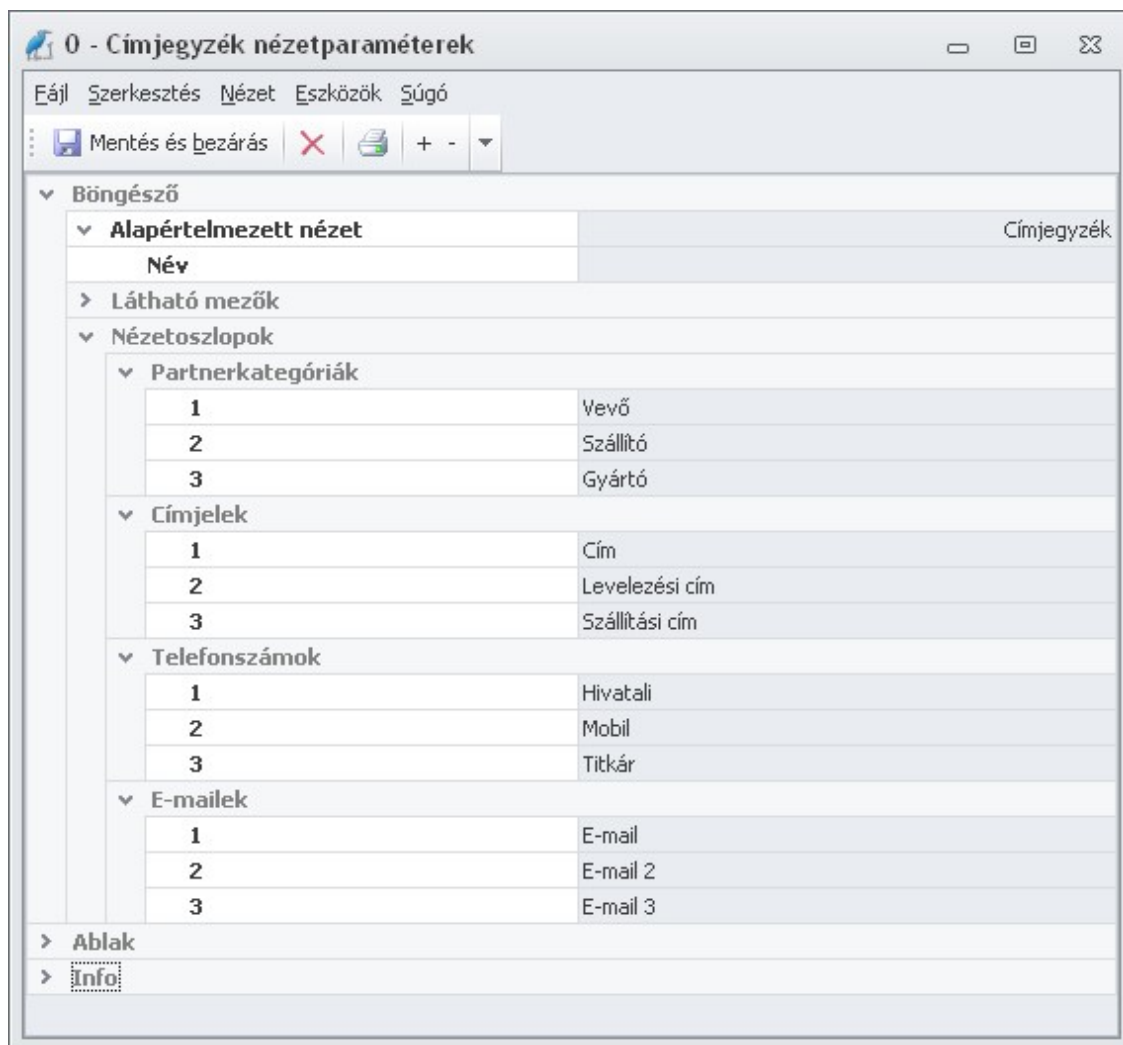 0 - Címjegyzék nézetparaméterek
Fájl Szerkesztés Nézet Eszközök Súgó
Mentés és bezárás + -
Böngésző
Alapértelmezett nézet Címjegyzék
Név
Látható mezők
Nézetoszlopok
Partnerkategóriák
1 Vevő
2 Szállító
3 Gyártó
Címjelek
1 Cím
2 Levelezési cím
3 Szállítási cím
Telefonszámok
1 Hivatali
2 Mobil
3 Titkár
E-mailek
1 E-mail
2 E-mail 2
3 E-mail 3
Ablak
Info